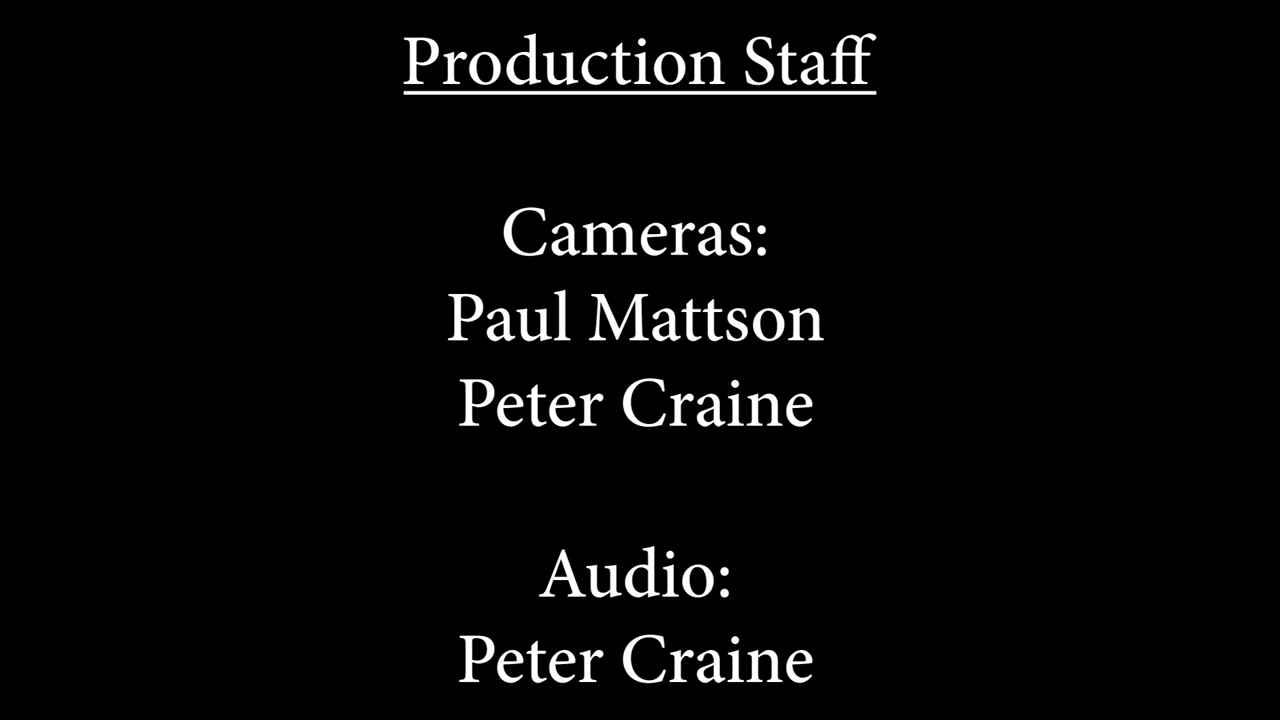 Production Staff
Cameras:
Paul Mattson
Peter Craine
Audio:
Peter Craine